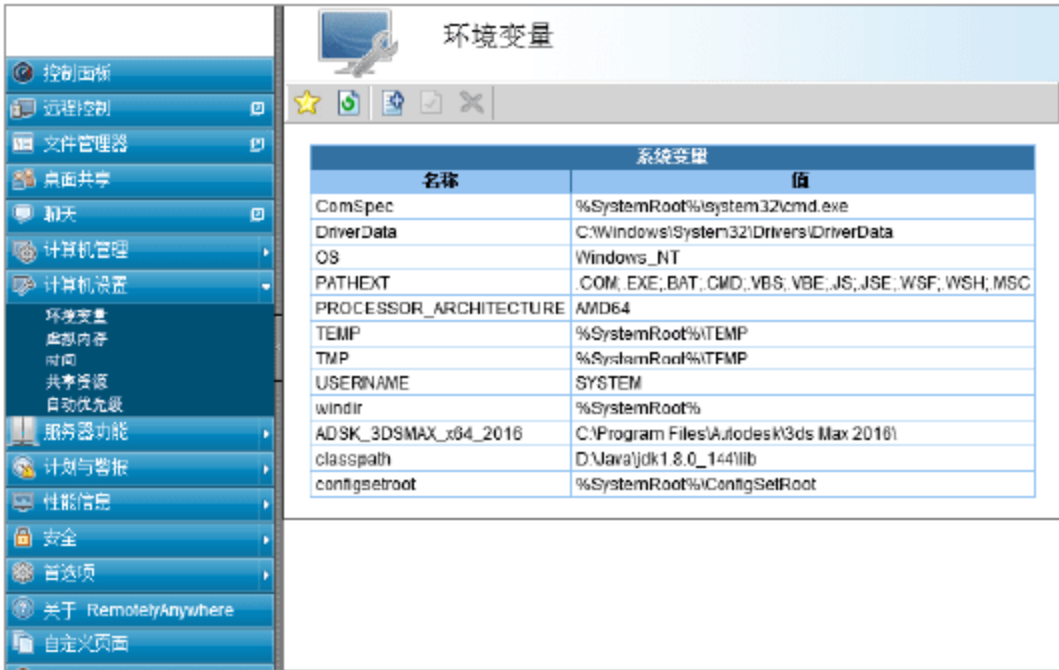 环境变量
控制面板
远程控制
文件管理器
桌面共享
聊天
计算机管理
计算机设置
环境变量
虚拟内存
时间
共享资源
自动优先级
服务器功能
计划与警报
性能信息
安全
首选项
关于 RemotelyAnywhere
自定义页面
系统变量
名称 值
ComSpec %SystemRoot%\system32\cmd.exe
DriverData C:\Windows\System32\Drivers\DriverData
OS Windows_NT
PATHEXT .COM;.EXE;.BAT;.CMD;.VBS;.VBE;.JS;.JSE;.WSF;.WSH;.MSC
PROCESSOR_ARCHITECTURE AMD64
TEMP %SystemRoot%\TEMP
TMP %SystemRoot%\TEMP
USERNAME SYSTEM
windir %SystemRoot%
ADSK_3DSMAX_x64_2016 C:\Program Files\Autodesk\3ds Max 2016\
classpath D:\Java\jdk1.8.0_144\lib
configsetroot %SystemRoot%\ConfigSetRoot